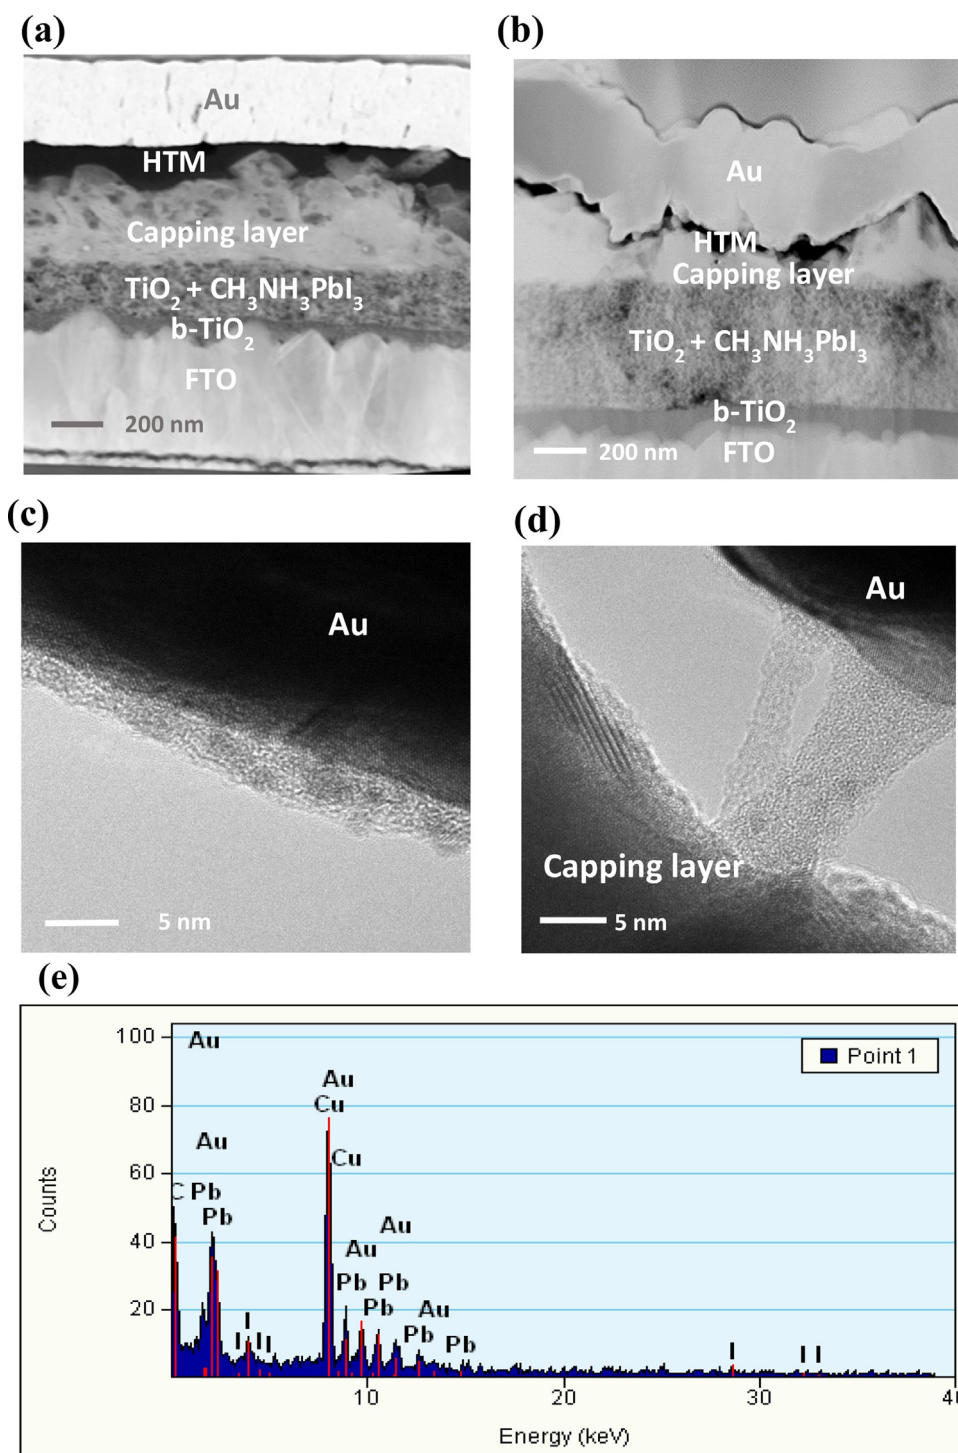 (a)
Au
HTM
Capping layer
TiO2 + CH3NH3PbI3
b-TiO2
FTO
200 nm
(b)
Au
HTM
Capping layer
TiO2 + CH3NH3PbI3
b-TiO2
FTO
200 nm
(c)
Au
5 nm
(d)
Au
Capping layer
5 nm
(e)
100
80
60
40
20
Counts
Au
Au
C Pb
Pb
I
I I I
Au
Cu
Cu
Au
Au
Pb Pb
Pb
Au
Pb
Pb
I
I I
Point 1
10 20 30 40
Energy (keV)